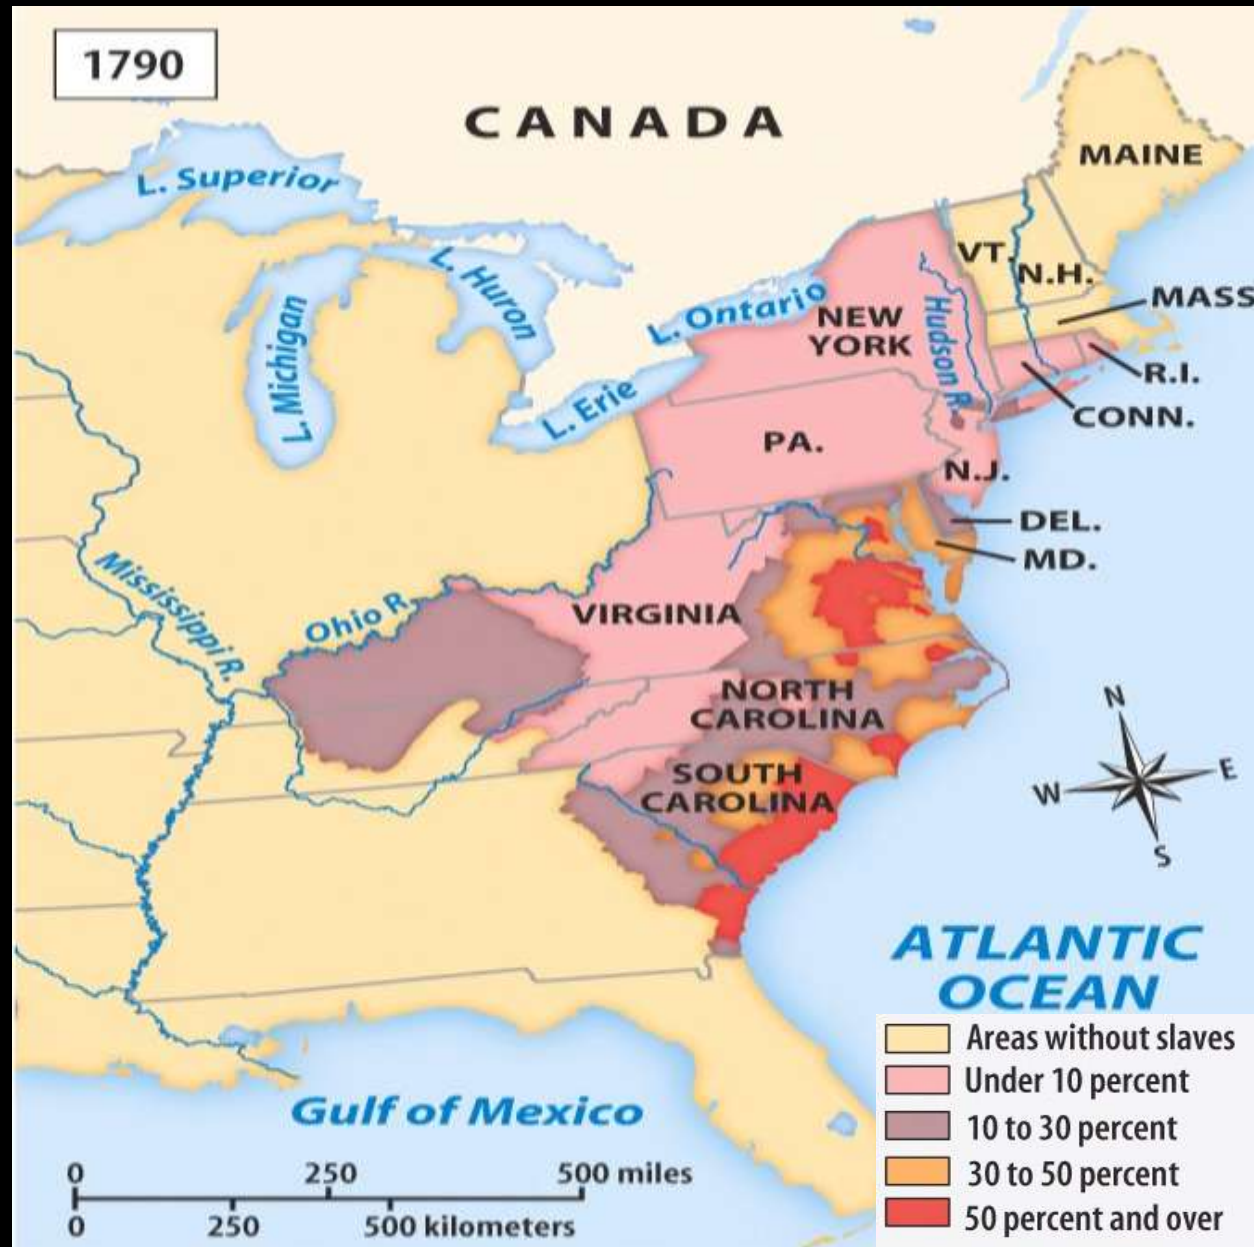 1790
CANADA
MAINE
L. Superior
VT.
N.H.
L. Huron
MASS
L. Michigan
L. Ontario
NEW
YORK
Hudson R.
R.I.
L. Erie
CONN.
PA.
N.J.
DEL.
MD.
Mississippi R.
Ohio R.
VIRGINIA
NORTH
CAROLINA
SOUTH
CAROLINA
N
W
E
S
ATLANTIC
OCEAN
Gulf of Mexico
Areas without slaves
Under 10 percent
10 to 30 percent
30 to 50 percent
50 percent and over
0 250 500 miles
0 250 500 kilometers